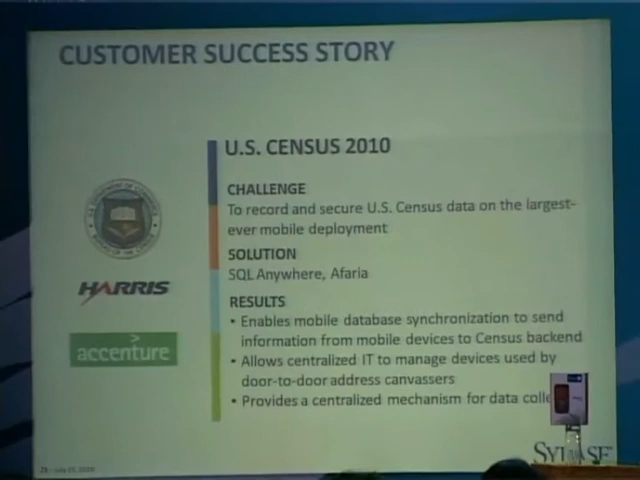 CUSTOMER SUCCESS STORY
U.S. CENSUS 2010
CHALLENGE
To record and secure U.S. Census data on the largest-
ever mobile deployment
SOLUTION
SQL Anywhere, Afaria
RESULTS
• Enables mobile database synchronization to send
information from mobile devices to Census backend
• Allows centralized IT to manage devices used by
door-to-door address canvassers
• Provides a centralized mechanism for data colle
HARRIS
>
accenture